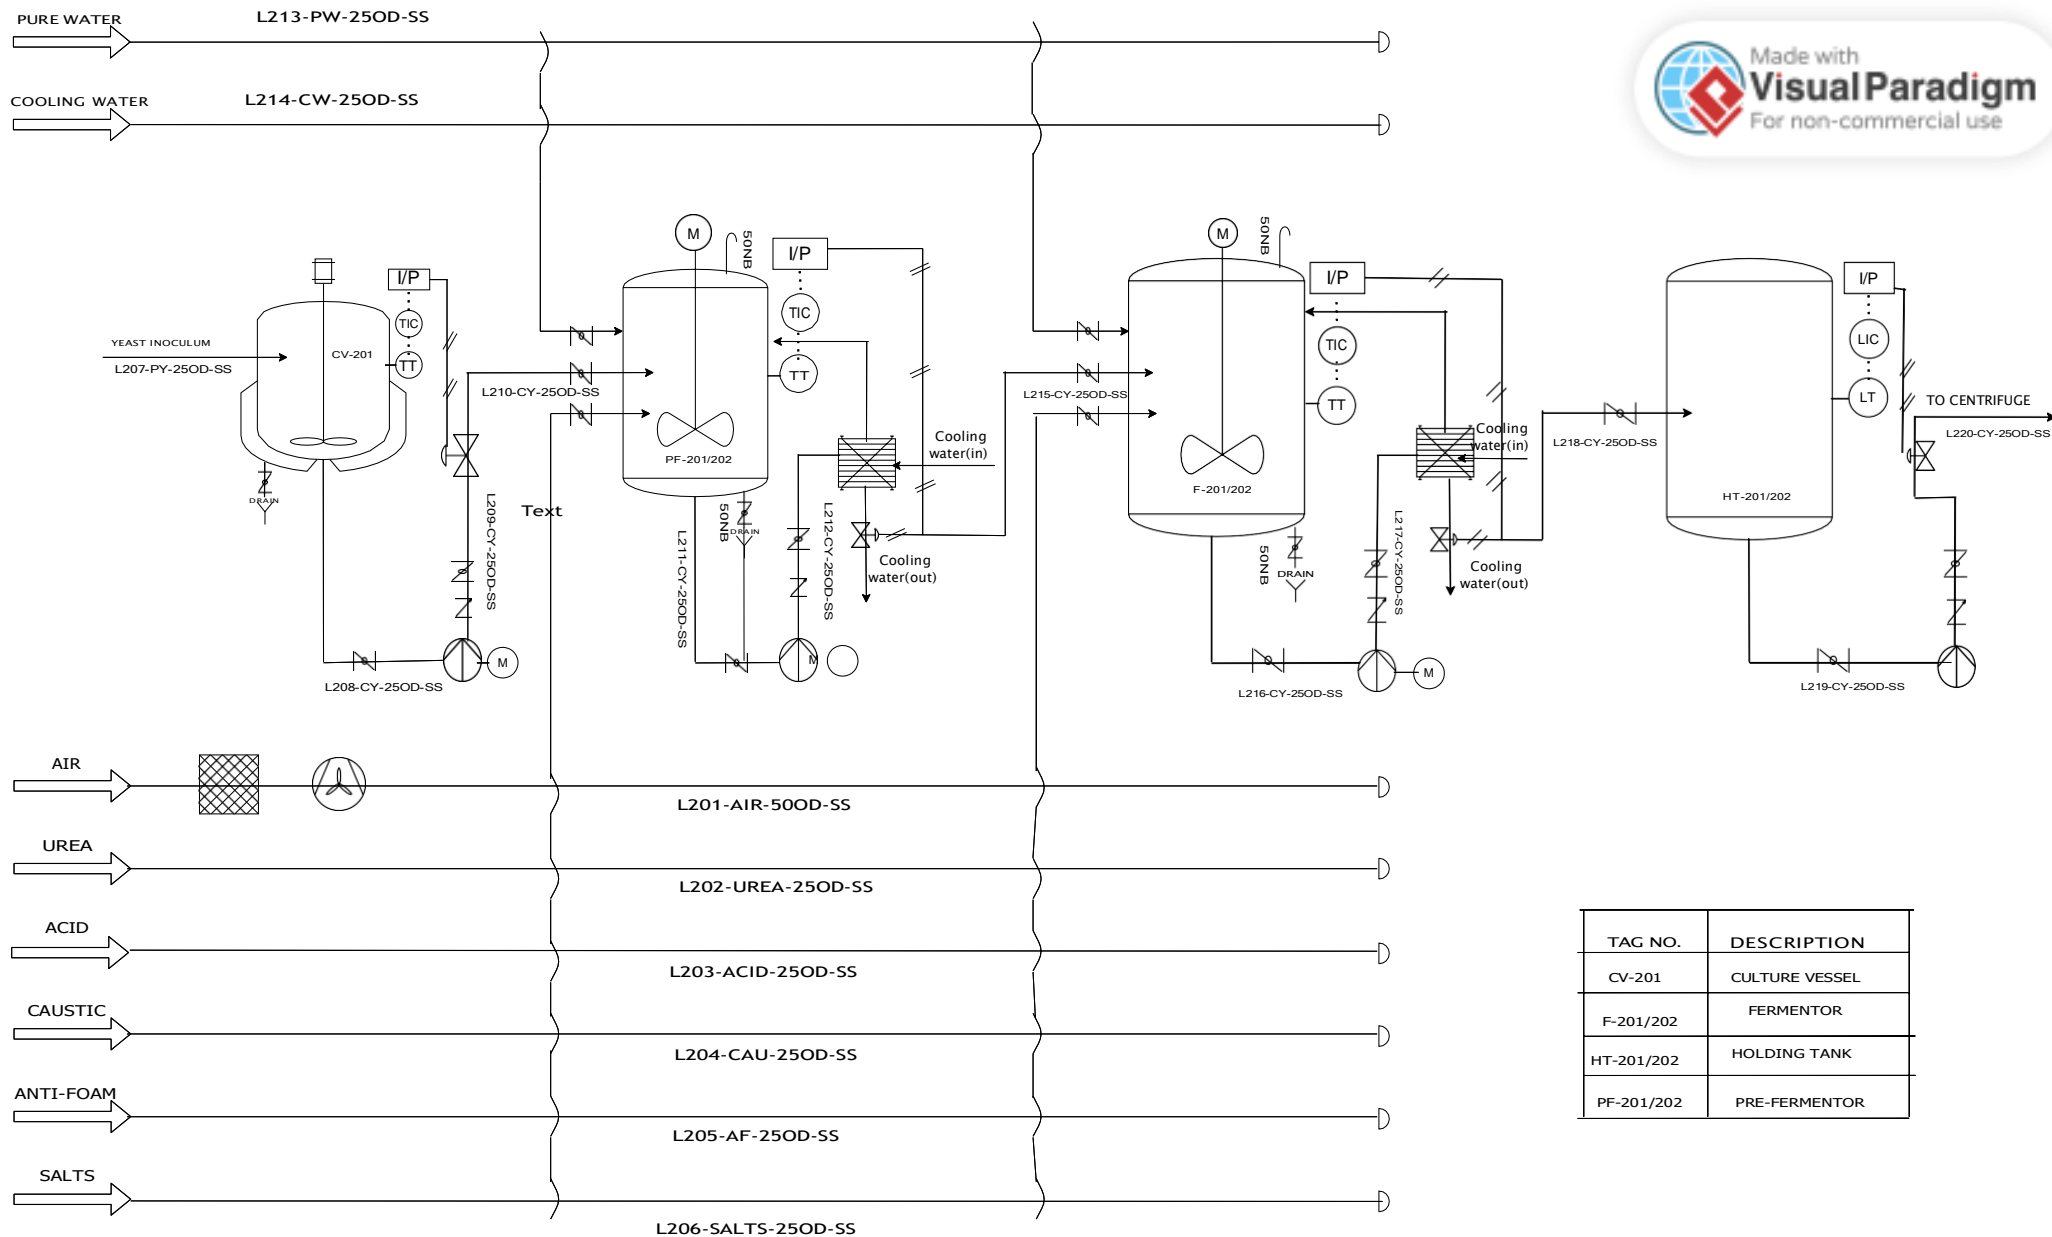 PURE WATER
L213-PW-25OD-SS
COOLING WATER
L214-CW-25OD-SS
Made with
Visual Paradigm
For non-commercial use
YEAST INOCULUM
L207-PY-25OD-SS
CV-201
I/P
TIC
TT
DRAIN
L208-CY-25OD-SS
M
L209-CY-25OD-SS
L210-CY-25OD-SS
Text
M
50NB
I/P
TIC
TT
PF-201/202
50NB
DRAIN
L211-CY-25OD-SS
M
L212-CY-25OD-SS
Cooling
water(in)
Cooling
water(out)
L215-CY-25OD-SS
M
50NB
I/P
TIC
TT
F-201/202
50NB
DRAIN
L216-CY-25OD-SS
M
L217-CY-25OD-SS
Cooling
water(in)
Cooling
water(out)
L218-CY-25OD-SS
I/P
LIC
LT
HT-201/202
L219-CY-25OD-SS
TO CENTRIFUGE
L220-CY-25OD-SS
AIR
L201-AIR-50OD-SS
UREA
L202-UREA-25OD-SS
ACID
L203-ACID-25OD-SS
CAUSTIC
L204-CAU-25OD-SS
ANTI-FOAM
L205-AF-25OD-SS
SALTS
L206-SALTS-25OD-SS
TAG NO. DESCRIPTION
CV-201 CULTURE VESSEL
F-201/202 FERMENTOR
HT-201/202 HOLDING TANK
PF-201/202 PRE-FERMENTOR